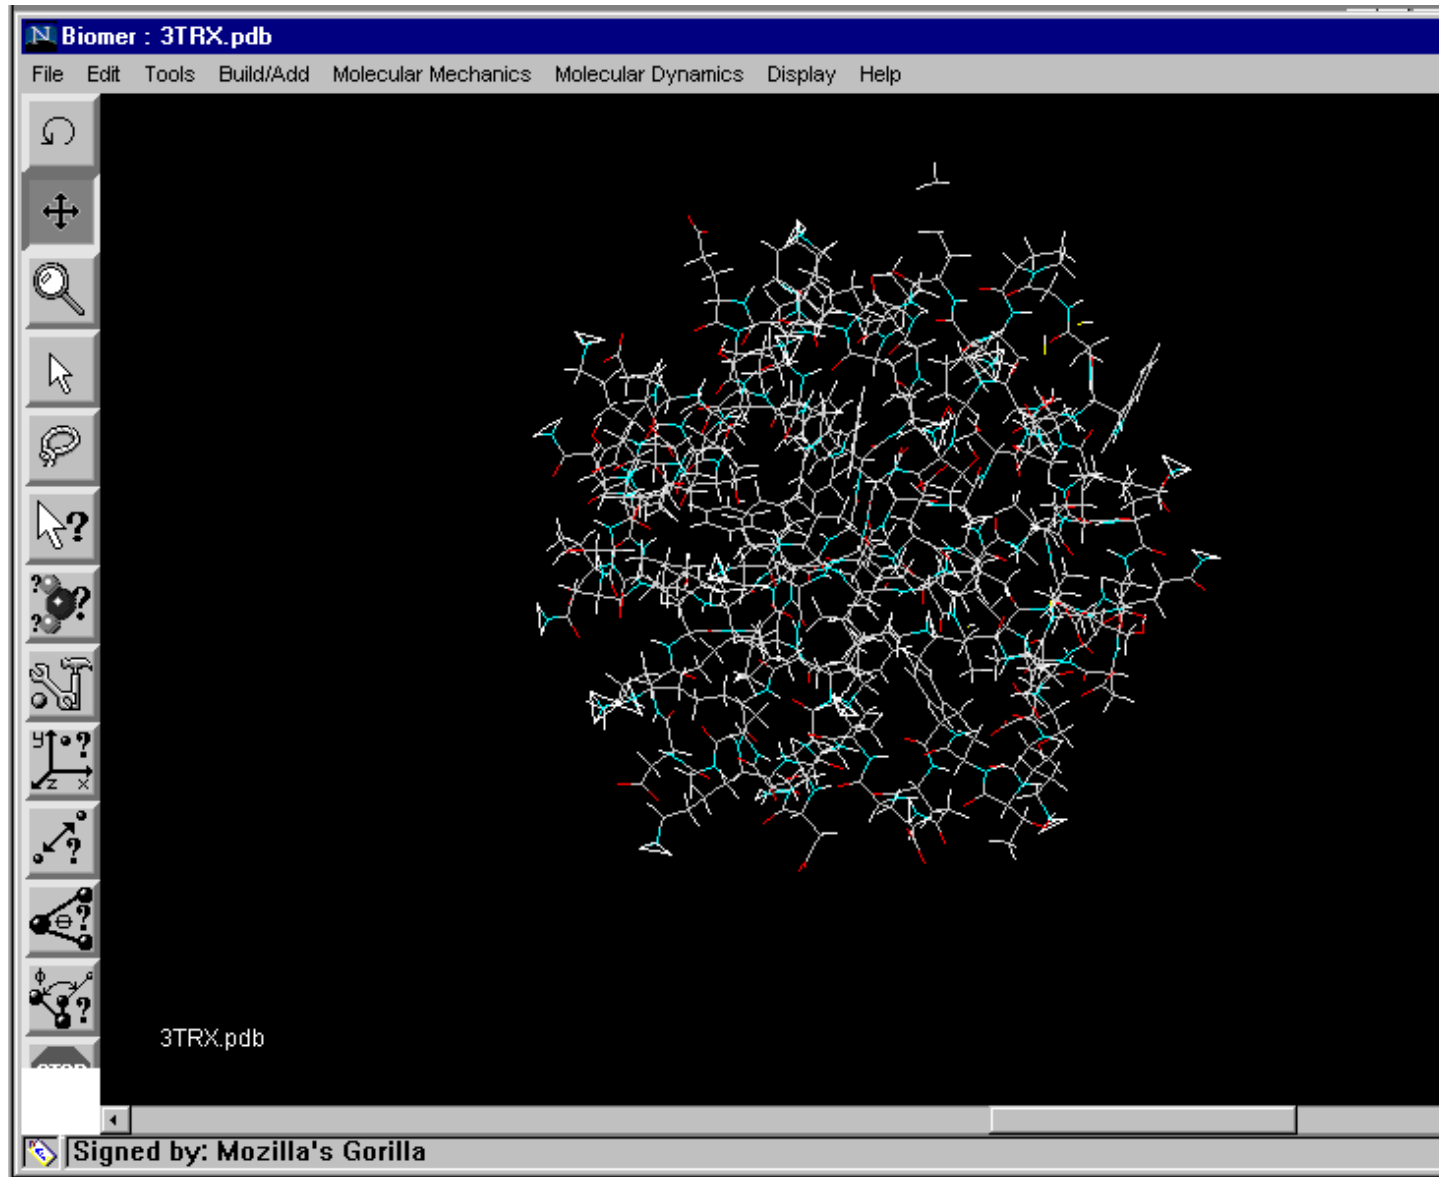 Biomer : 3TRX.pdb
File Edit Tools Build/Add Molecular Mechanics Molecular Dynamics Display Help
?
? ?
?
y ?
z x
?
θ ?
φ
?
STOP
3TRX.pdb
Signed by: Mozilla's Gorilla